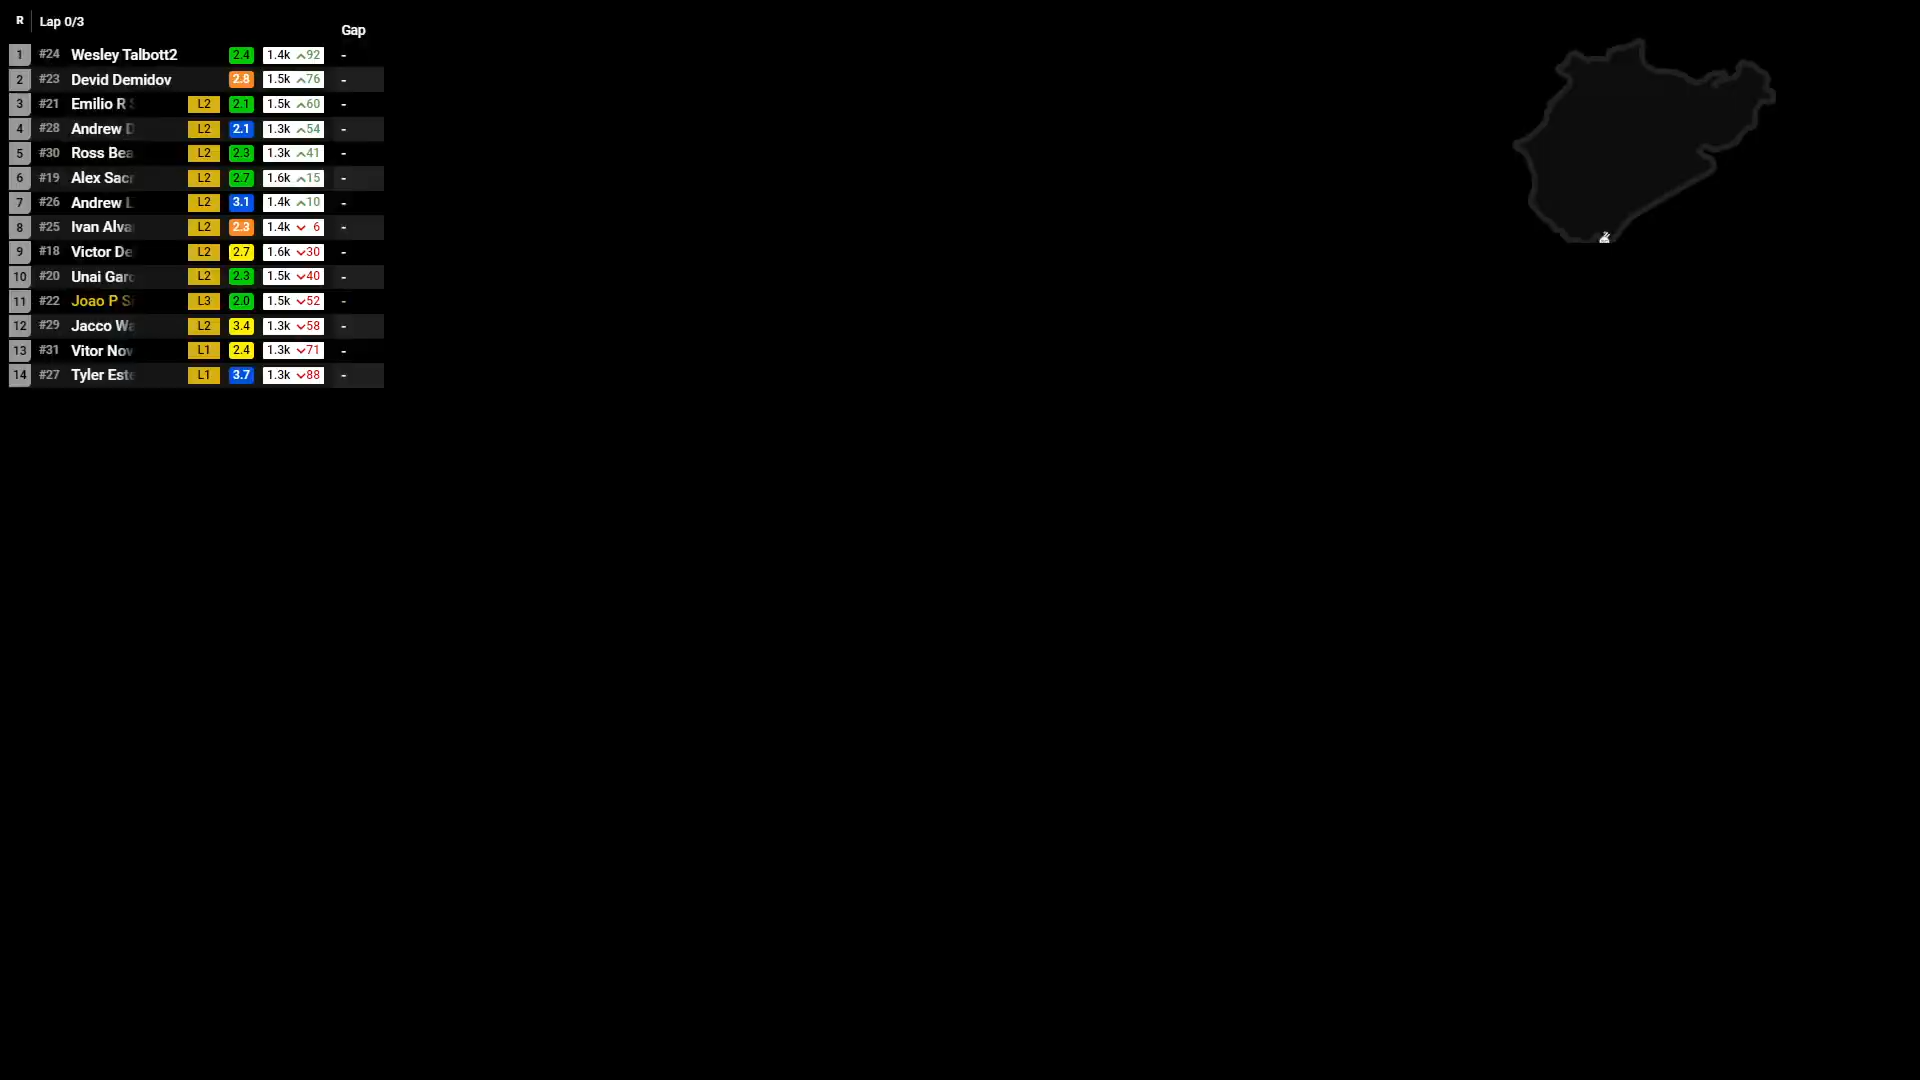 R Lap 0/3
Gap
1 #24 Wesley Talbott2 2.4 1.4k 92 -
2 #23 Devid Demidov 2.8 1.5k 76 -
3 #21 Emilio R L2 2.1 1.5k 60 -
4 #28 Andrew D L2 2.1 1.3k 54 -
5 #30 Ross Bea L2 2.3 1.3k 41 -
6 #19 Alex Sac L2 2.7 1.6k 15 -
7 #26 Andrew L L2 3.1 1.4k 10 -
8 #25 Ivan Alva L2 2.3 1.4k 6 -
9 #18 Victor De L2 2.7 1.6k 30 -
10 #20 Unai Garc L2 2.3 1.5k 40 -
11 #22 Joao P Si L3 2.0 1.5k 52 -
12 #29 Jacco Wa L2 3.4 1.3k 58 -
13 #31 Vitor Nov L1 2.4 1.3k 71 -
14 #27 Tyler Este L1 3.7 1.3k 88 -